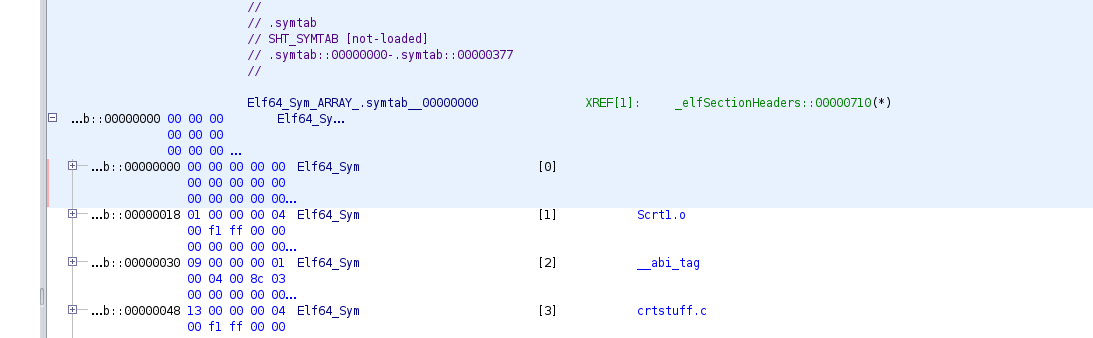 //
// .symtab
// SHT_SYMTAB [not-loaded]
// .symtab::00000000-.symtab::00000377
//
Elf64_Sym_ARRAY_.symtab__00000000 XREF[1]: _elfSectionHeaders::00000710(*)
...b::00000000 00 00 00 Elf64_Sy...
00 00 00
00 00 00 ...
...b::00000000 00 00 00 00 00 Elf64_Sym [0]
00 00 00 00 00
00 00 00 00 00...
...b::00000018 01 00 00 00 04 Elf64_Sym [1] Scrt1.o
00 f1 ff 00 00
00 00 00 00 00...
...b::00000030 09 00 00 00 01 Elf64_Sym [2] __abi_tag
00 04 00 8c 03
00 00 00 00 00...
...b::00000048 13 00 00 00 04 Elf64_Sym [3] crtstuff.c
00 f1 ff 00 00